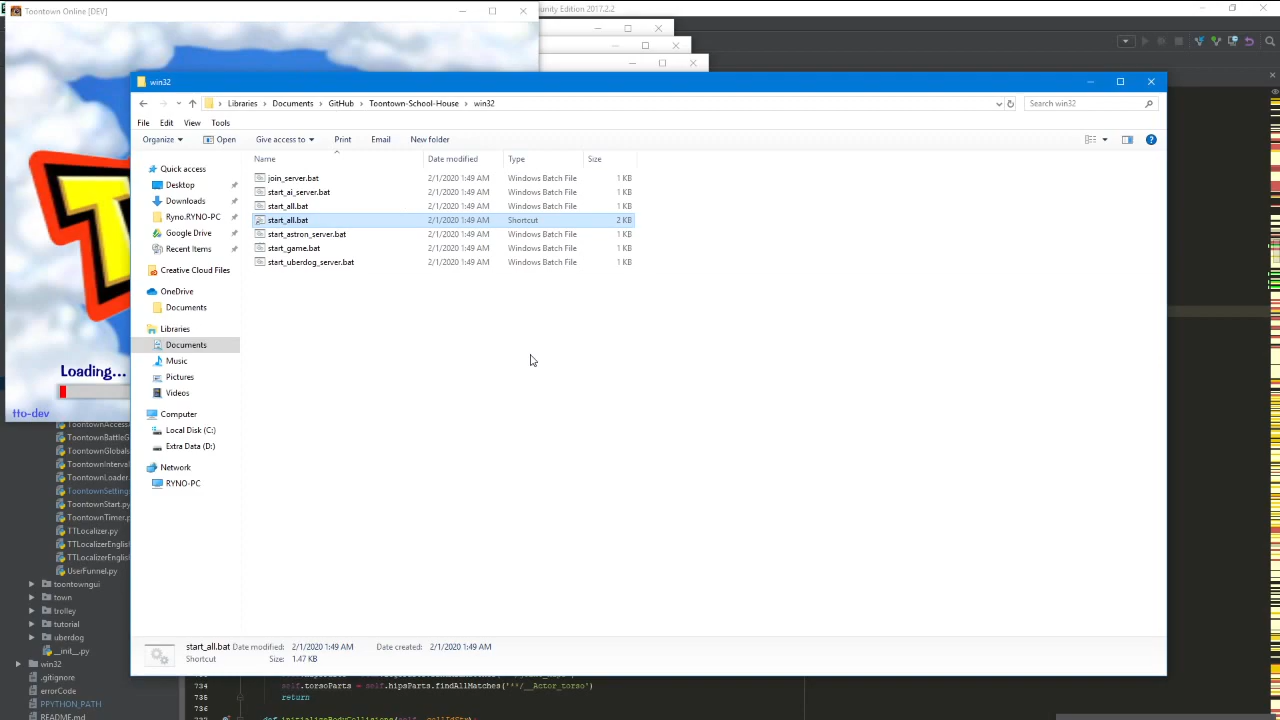 Toontown Online [DEV]
unity Edition 2017.2.2
win32
Libraries > Documents > GitHub > Toontown-School-House > win32
Search win32
File Edit View Tools
Organize Open Give access to Print Email New folder
Name Date modified Type Size
Quick access
Desktop
Downloads
Ryno.RYNO-PC
Google Drive
Recent Items
Creative Cloud Files
OneDrive
Documents
Libraries
Documents
Music
Pictures
Videos
Computer
Local Disk (C:)
Extra Data (D:)
Network
RYNO-PC
join_server.bat 2/1/2020 1:49 AM Windows Batch File 1 KB
start_ai_server.bat 2/1/2020 1:49 AM Windows Batch File 1 KB
start_all.bat 2/1/2020 1:49 AM Windows Batch File 1 KB
start_all.bat 2/1/2020 1:49 AM Shortcut 2 KB
start_astron_server.bat 2/1/2020 1:49 AM Windows Batch File 1 KB
start_game.bat 2/1/2020 1:49 AM Windows Batch File 1 KB
start_uberdog_server.bat 2/1/2020 1:49 AM Windows Batch File 1 KB
start_all.bat Date modified: 2/1/2020 1:49 AM Date created: 2/1/2020 1:49 AM
Shortcut Size: 1.47 KB
Loading...
tto-dev
ToontownAccess
ToontownBattleG
ToontownGlobals
ToontownInterval
ToontownLoader.
ToontownSetting
ToontownStart.py
ToontownTimer.p
TTLocalizer.py
TTLocalizerEnglish
TTLocalizerEnglish
UserFunnel.py
toontowngui
town
trolley
tutorial
uberdog
__init__.py
win32
.gitignore
errorCode
PPYTHON_PATH
README.md
734 self.torsoParts = self.hipsParts.findAllMatches('**/__Actor_torso')
735 return
736